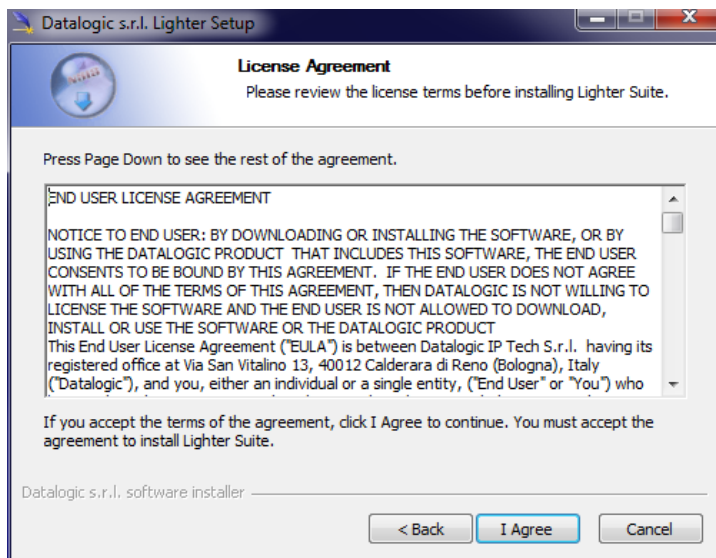 Datalogic s.r.l. Lighter Setup
License Agreement
Please review the license terms before installing Lighter Suite.
Press Page Down to see the rest of the agreement.
END USER LICENSE AGREEMENT
NOTICE TO END USER: BY DOWNLOADING OR INSTALLING THE SOFTWARE, OR BY
USING THE DATALOGIC PRODUCT  THAT INCLUDES THIS SOFTWARE, THE END USER
CONSENTS TO BE BOUND BY THIS AGREEMENT.  IF THE END USER DOES NOT AGREE
WITH ALL OF THE TERMS OF THIS AGREEMENT, THEN DATALOGIC IS NOT WILLING TO
LICENSE THE SOFTWARE AND THE END USER IS NOT ALLOWED TO DOWNLOAD,
INSTALL OR USE THE SOFTWARE OR THE DATALOGIC PRODUCT
This End User License Agreement ("EULA") is between Datalogic IP Tech S.r.l.  having its
registered office at Via San Vitalino 13, 40012 Calderara di Reno (Bologna), Italy
("Datalogic"), and you, either an individual or a single entity, ("End User" or "You") who
If you accept the terms of the agreement, click I Agree to continue. You must accept the
agreement to install Lighter Suite.
Datalogic s.r.l. software installer
< Back
I Agree
Cancel